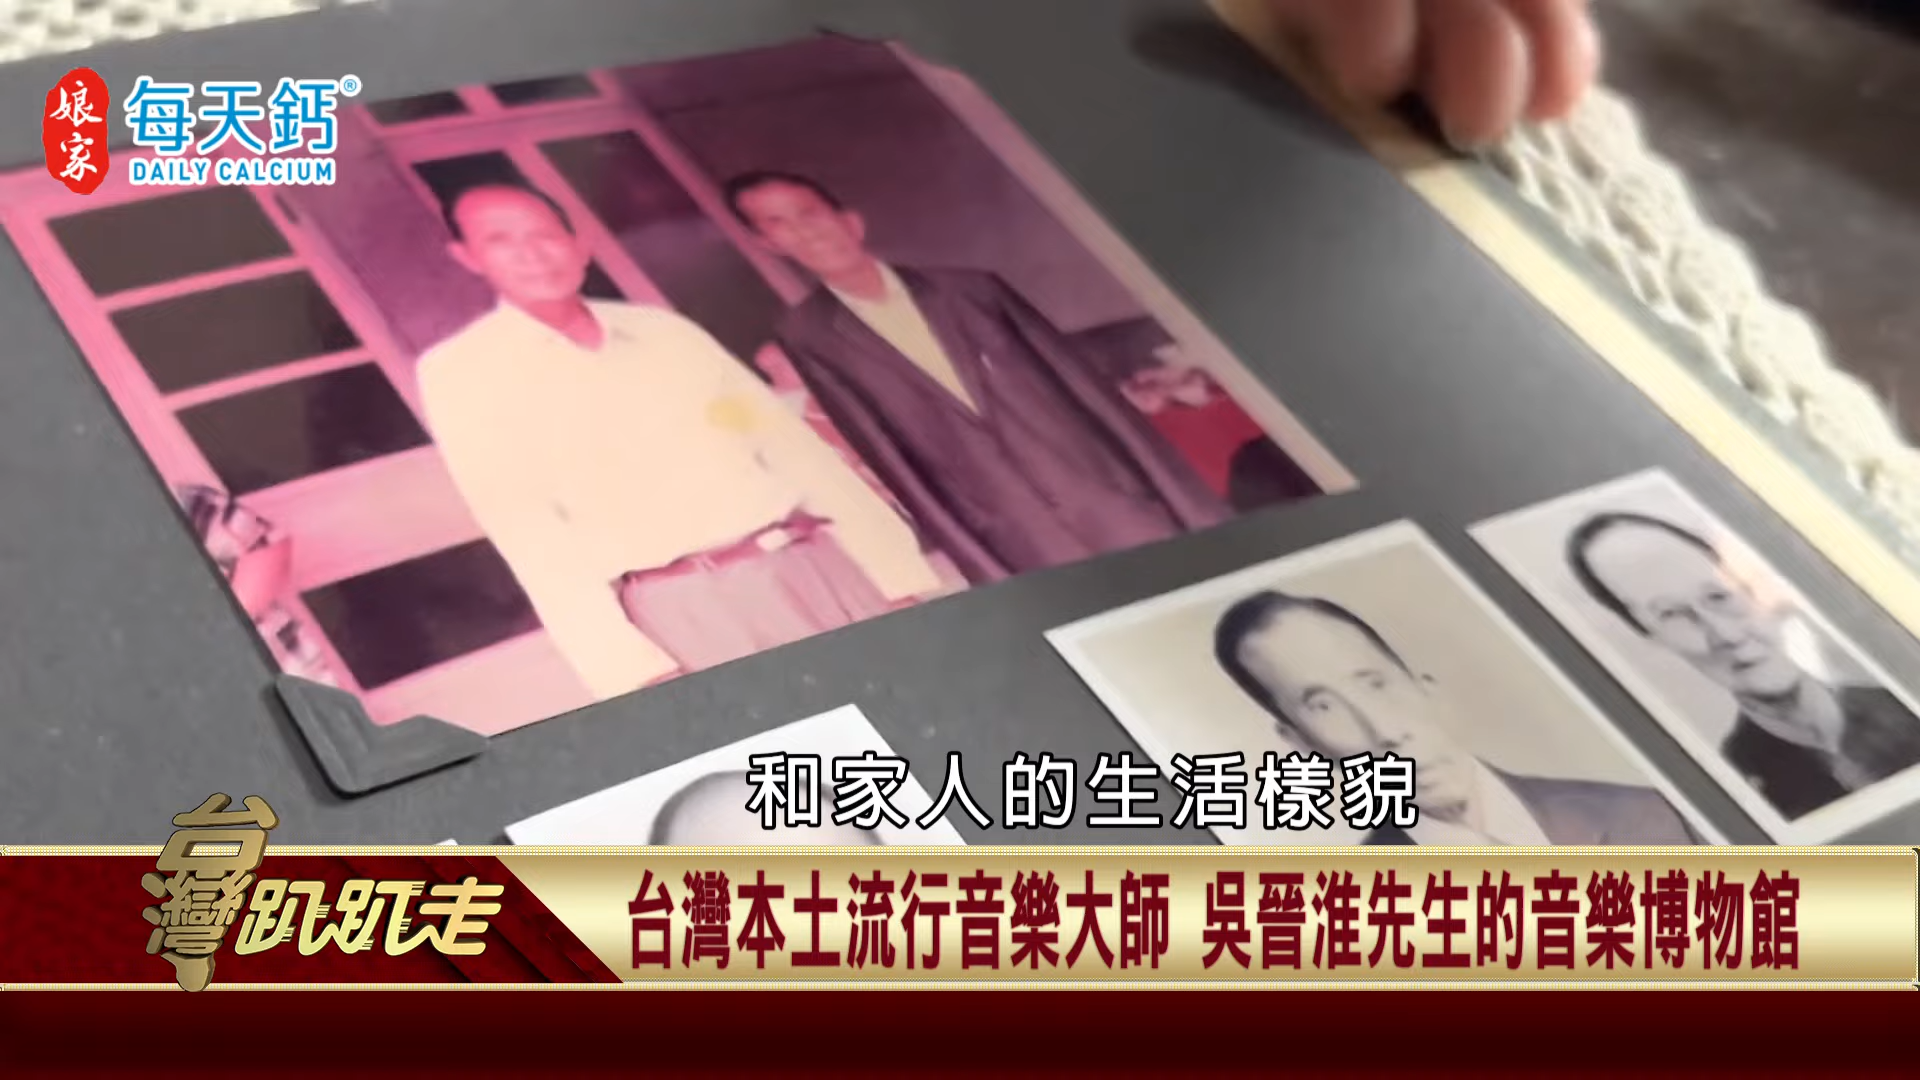 娘家
每天鈣®
DAILY CALCIUM
和家人的生活樣貌
台灣趴趴走
台灣本土流行音樂大師 吳晉淮先生的音樂博物館